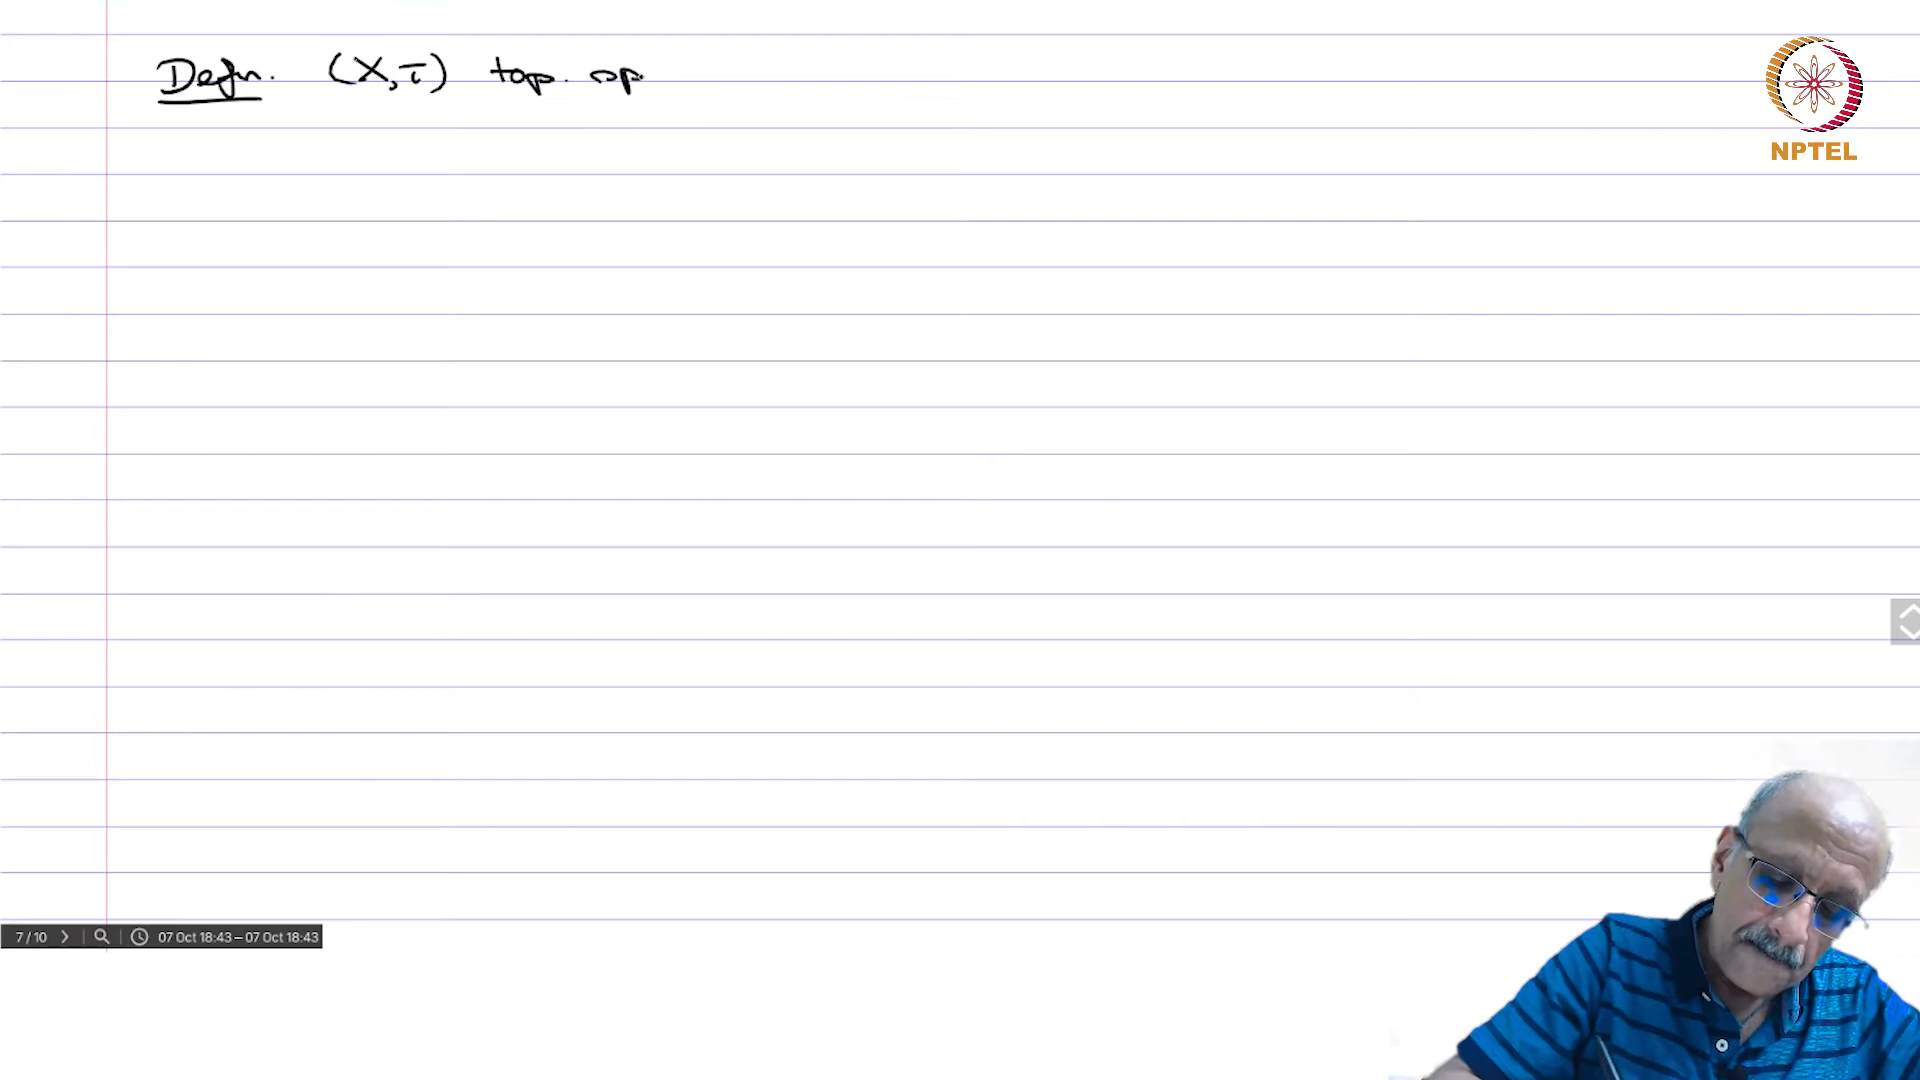 Defn. (X, τ) top. sp
NPTEL
7 / 10 07 Oct 18:43 – 07 Oct 18:43